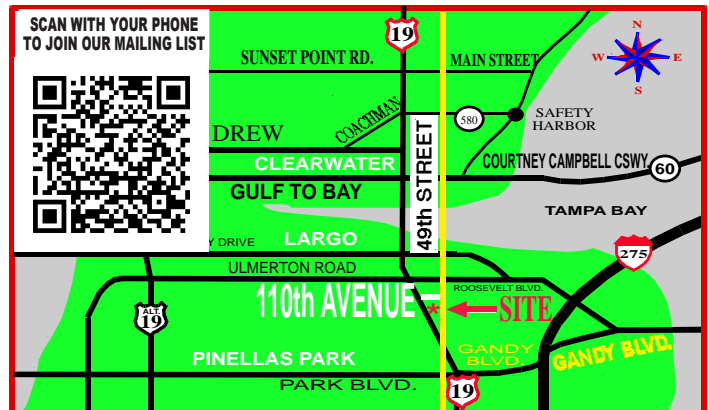 SCAN WITH YOUR PHONE
TO JOIN OUR MAILING LIST
19
N
W
E
S
SUNSET POINT RD.
MAIN STREET
COACHMAN
580
SAFETY
HARBOR
DREW
CLEARWATER
COURTNEY CAMPBELL CSWY.
60
GULF TO BAY
49th STREET
TAMPA BAY
Y DRIVE
LARGO
275
ULMERTON ROAD
ROOSEVELT BLVD.
110th AVENUE
* SITE
ALT.
19
GANDY
BLVD.
GANDY BLVD.
PINELLAS PARK
PARK BLVD.
19